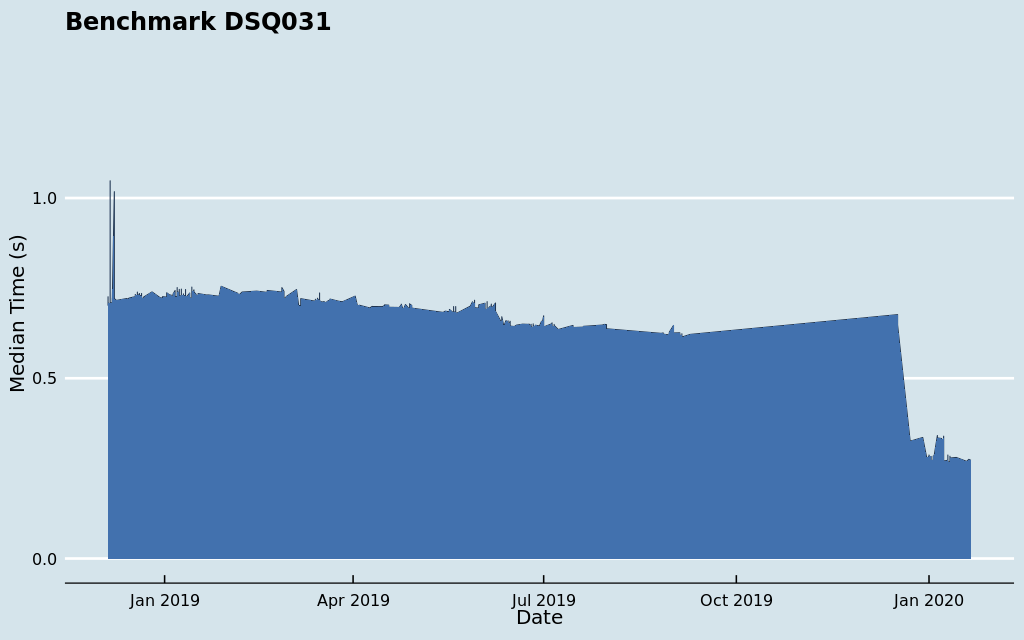 Benchmark DSQ031
Median Time (s)
1.0
0.5
0.0
Jan 2019
Apr 2019
Jul 2019
Oct 2019
Jan 2020
Date